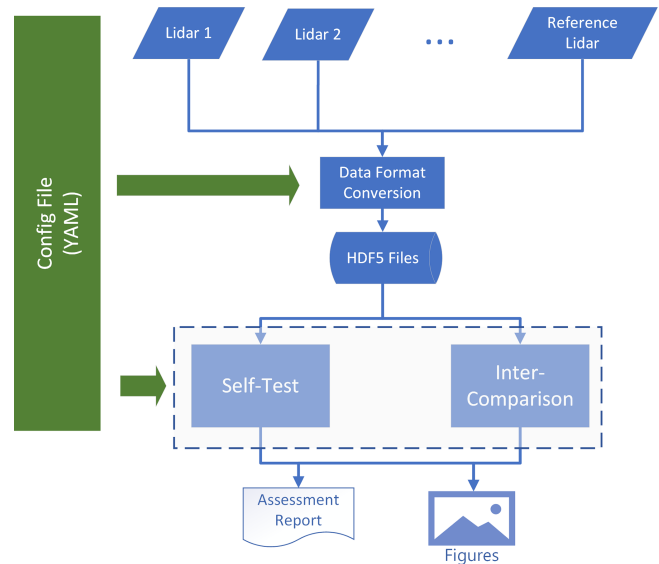 Lidar 1
Lidar 2
...
Reference
Lidar
Config File
(YAML)
Data Format
Conversion
HDF5 Files
Self-Test
Inter-
Comparison
Assessment
Report
Figures